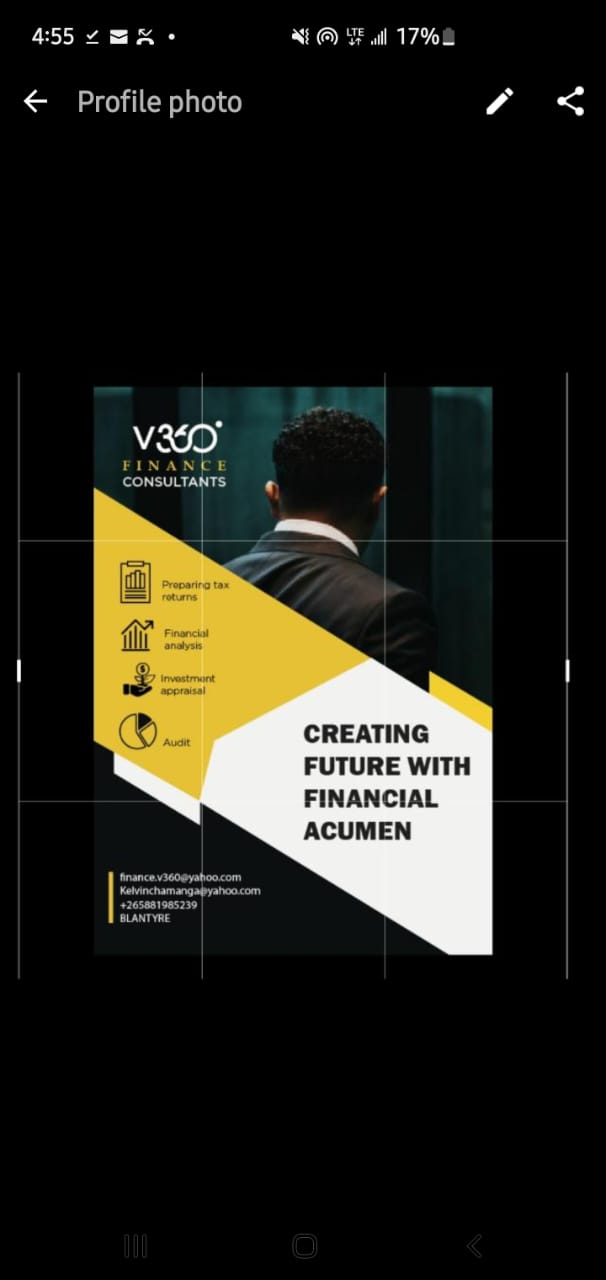 4:55
LTE
17%
Profile photo
V360°
FINANCE
CONSULTANTS
Preparing tax
returns
Financial
analysis
$
Investment
appraisal
Audit
CREATING
FUTURE WITH
FINANCIAL
ACUMEN
finance.v360@yahoo.com
Kelvinchamanga@yahoo.com
+265881985239
BLANTYRE